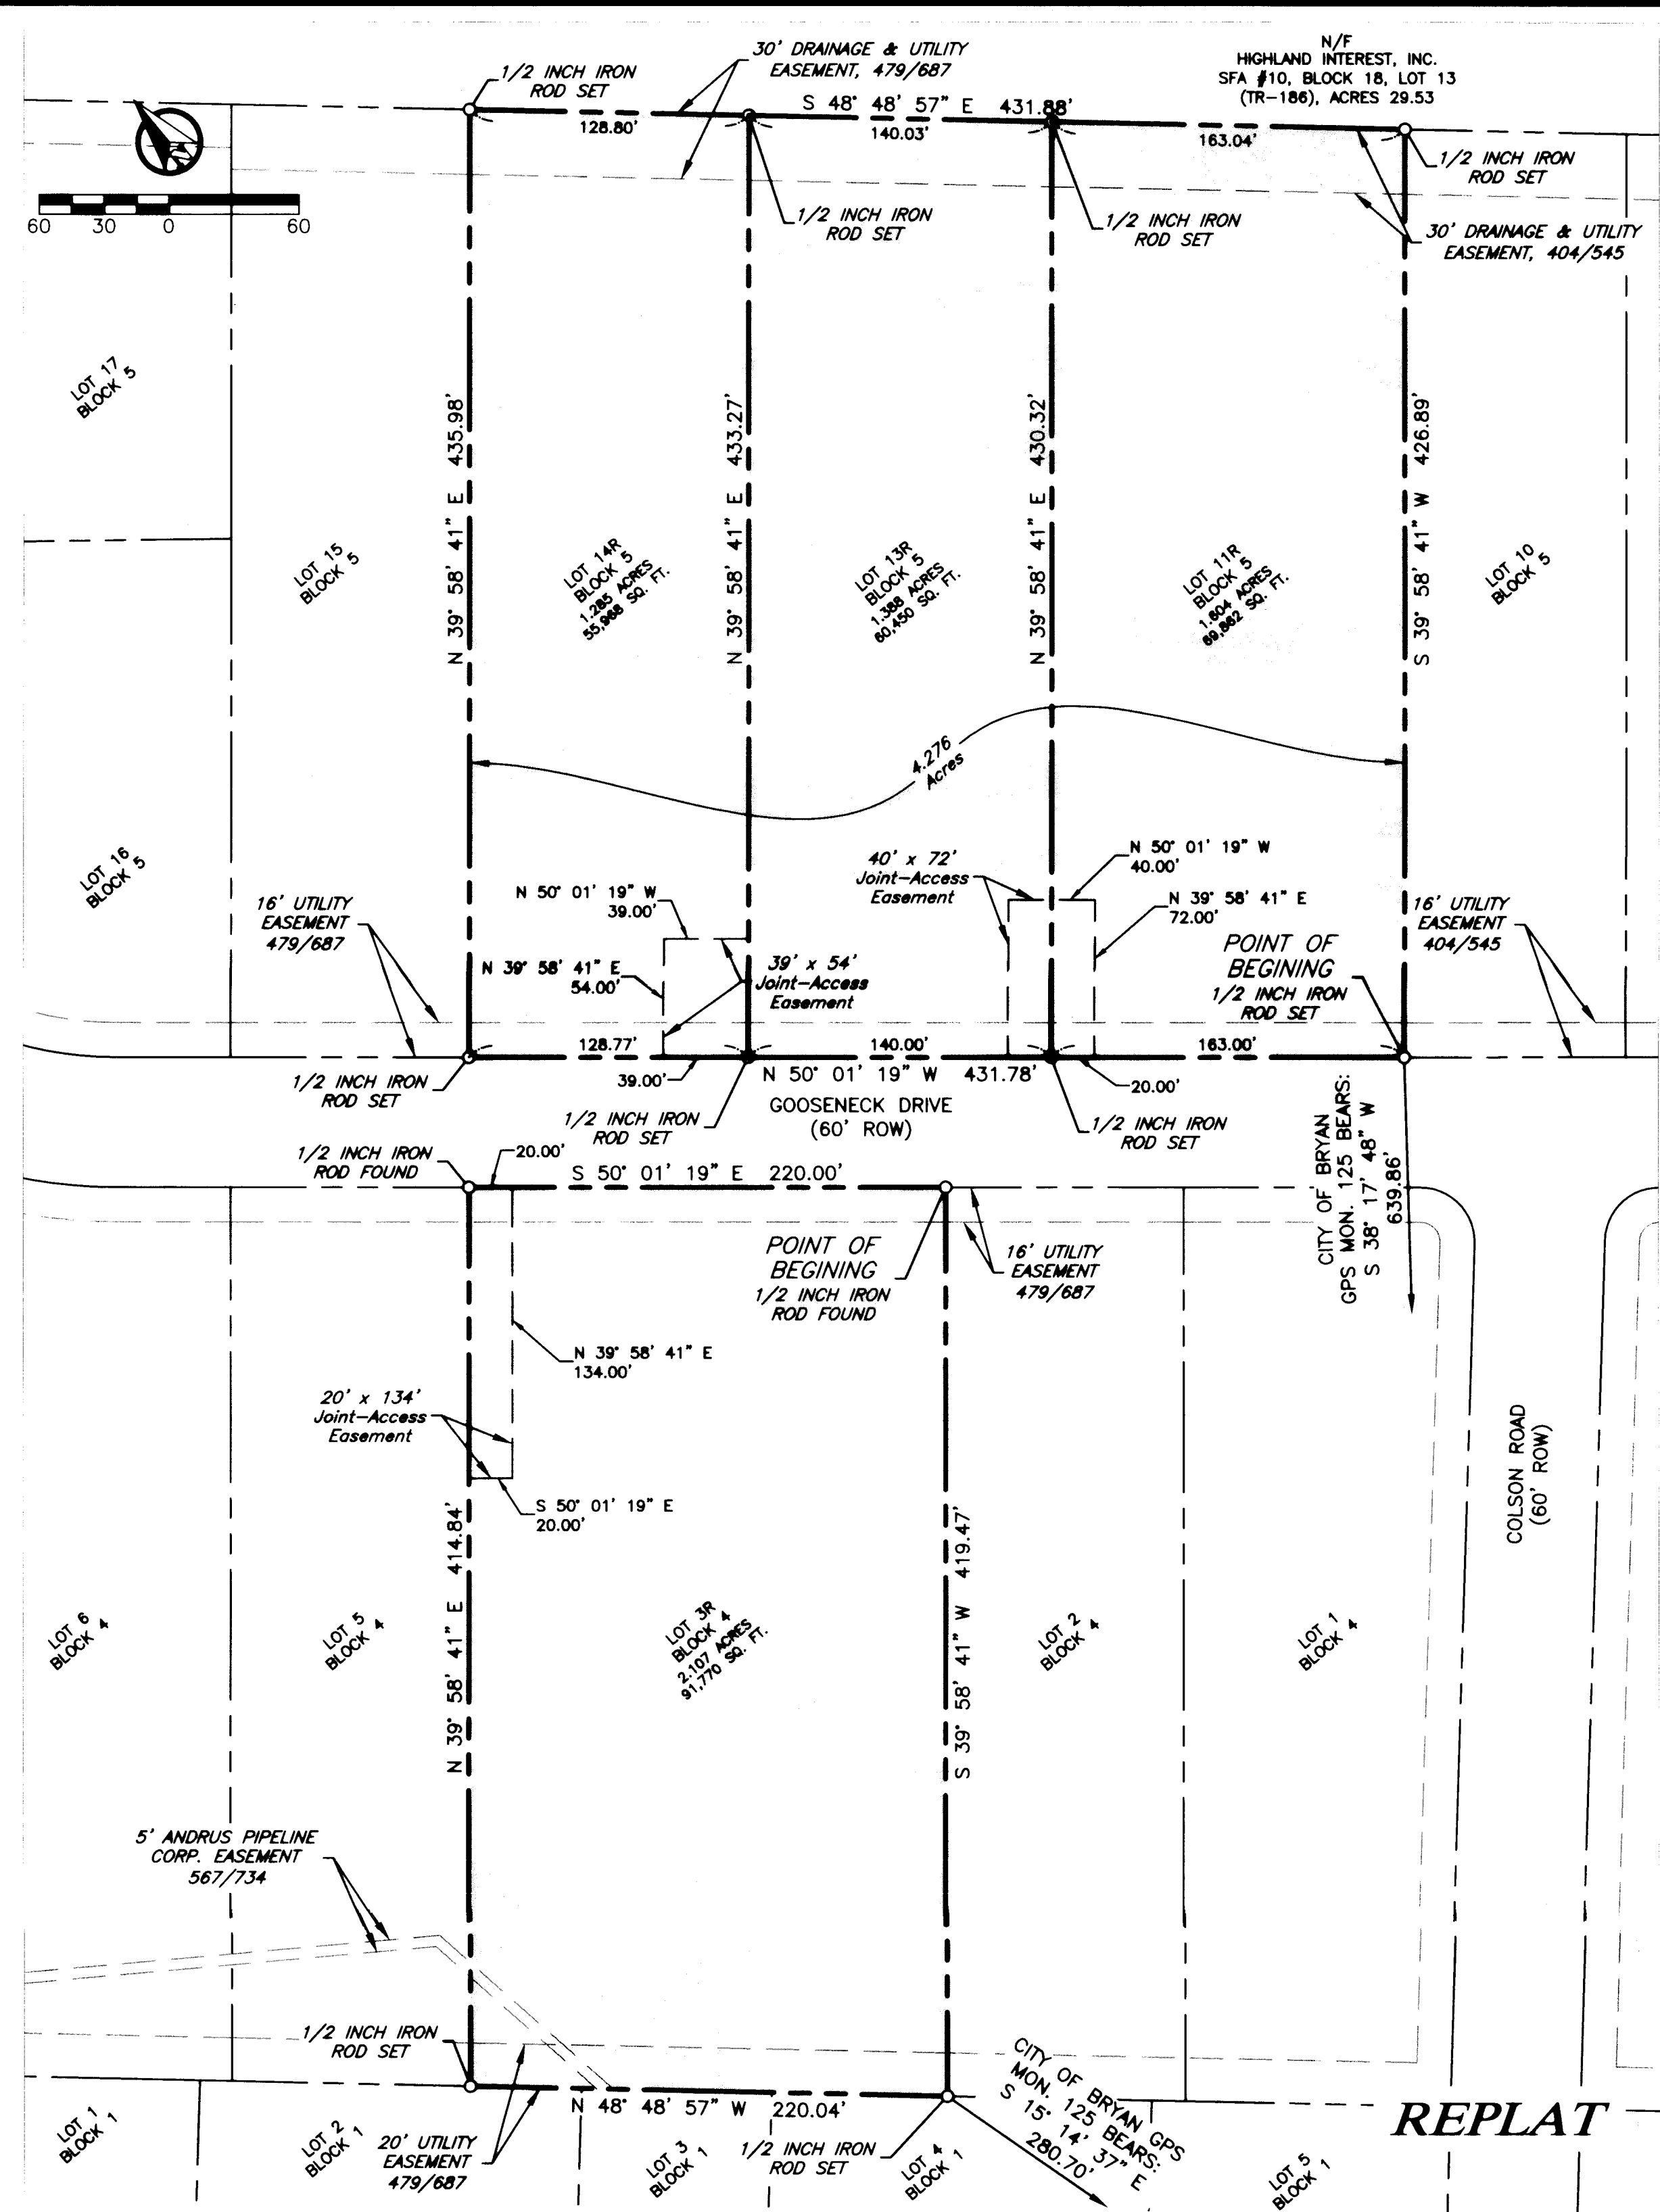 N/F
HIGHLAND INTEREST, INC.
SFA #10, BLOCK 18, LOT 13
(TR-186), ACRES 29.53
30' DRAINAGE & UTILITY
EASEMENT, 479/687
1/2 INCH IRON
ROD SET
S 48° 48' 57" E 431.88'
128.80'
140.03'
163.04'
1/2 INCH IRON
ROD SET
1/2 INCH IRON
ROD SET
1/2 INCH IRON
ROD SET
30' DRAINAGE & UTILITY
EASEMENT, 404/545
60 30 0 60
LOT 17
BLOCK 5
N 39° 58' 41" E 435.98'
N 39° 58' 41" E 433.27'
N 39° 58' 41" E 430.32'
S 39° 58' 41" W 426.89'
LOT 15
BLOCK 5
LOT 14R
BLOCK 5
1.285 ACRES
55,968 SQ. FT.
LOT 13R
BLOCK 5
1.388 ACRES
60,450 SQ. FT.
LOT 11R
BLOCK 5
1.604 ACRES
69,862 SQ. FT.
LOT 10
BLOCK 5
4.276
Acres
LOT 16
BLOCK 5
16' UTILITY
EASEMENT
479/687
N 50° 01' 19" W
39.00'
N 39° 58' 41" E
54.00'
39' x 54'
Joint-Access
Easement
40' x 72'
Joint-Access
Easement
N 50° 01' 19" W
40.00'
N 39° 58' 41" E
72.00'
POINT OF
BEGINING
1/2 INCH IRON
ROD SET
16' UTILITY
EASEMENT
404/545
128.77'
140.00'
163.00'
1/2 INCH IRON
ROD SET
39.00'
N 50° 01' 19" W 431.78'
20.00'
GOOSENECK DRIVE
(60' ROW)
1/2 INCH IRON
ROD SET
1/2 INCH IRON
ROD SET
CITY OF BRYAN
GPS MON. 125 BEARS:
S 38° 17' 48" W
639.86'
1/2 INCH IRON
ROD FOUND
20.00'
S 50° 01' 19" E 220.00'
POINT OF
BEGINING
1/2 INCH IRON
ROD FOUND
16' UTILITY
EASEMENT
479/687
N 39° 58' 41" E
134.00'
20' x 134'
Joint-Access
Easement
S 50° 01' 19" E
20.00'
COLSON ROAD
(60' ROW)
N 39° 58' 41" E 414.84'
S 39° 58' 41" W 419.47'
LOT 6
BLOCK 4
LOT 5
BLOCK 4
LOT 3R
BLOCK 4
2.107 ACRES
91,770 SQ. FT.
LOT 2
BLOCK 4
LOT 1
BLOCK 4
5' ANDRUS PIPELINE
CORP. EASEMENT
567/734
1/2 INCH IRON
ROD SET
N 48° 48' 57" W 220.04'
CITY OF BRYAN GPS
MON. 125 BEARS:
S 15° 14' 37" E
280.70'
REPLAT
LOT 1
BLOCK 1
LOT 2
BLOCK 1
20' UTILITY
EASEMENT
479/687
LOT 3
BLOCK 1
1/2 INCH IRON
ROD SET
LOT 4
BLOCK 1
LOT 5
BLOCK 1